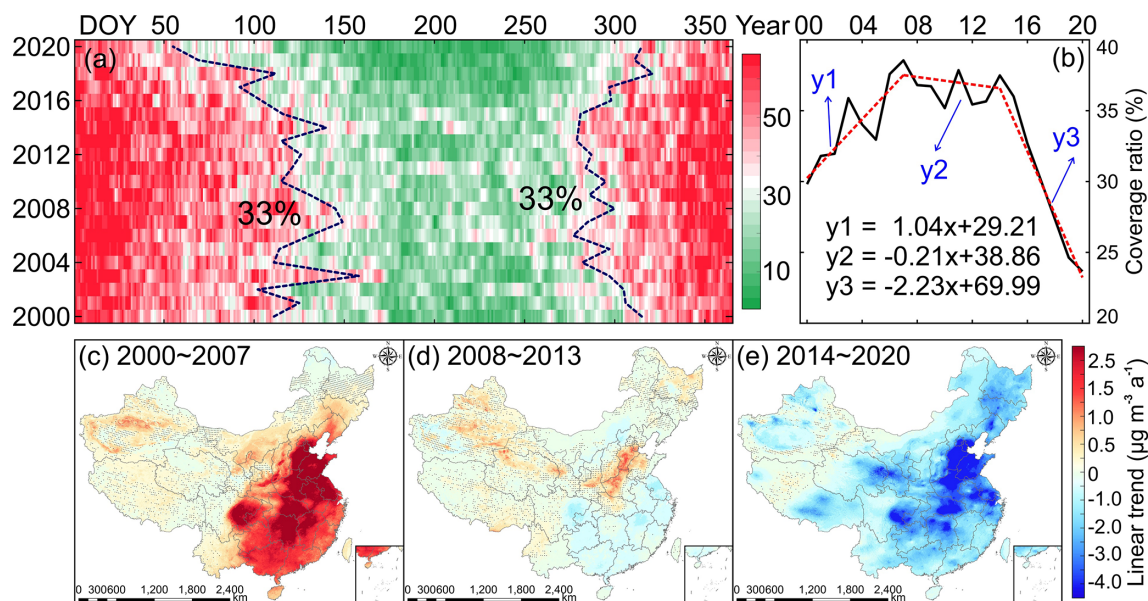 DOY 50 100 150 200 250 300 350
2020
2016
2012
2008
2004
2000
(a)
33%
33%
50
30
10
Year 00 04 08 12 16 20
(b)
y1
y2
y3
y1 = 1.04x+29.21
y2 = -0.21x+38.86
y3 = -2.23x+69.99
40
35
30
25
20
Coverage ratio (%)
(c) 2000~2007
N
W E
S
0 300600 1,200 1,800 2,400
km
(d) 2008~2013
N
W E
S
0 300600 1,200 1,800 2,400
km
(e) 2014~2020
N
W E
S
0 300600 1,200 1,800 2,400
km
2.5
2.0
1.5
1.0
0.5
0
-0.5
-1.0
-2.0
-3.0
-4.0
Linear trend (µg m⁻³ a⁻¹)